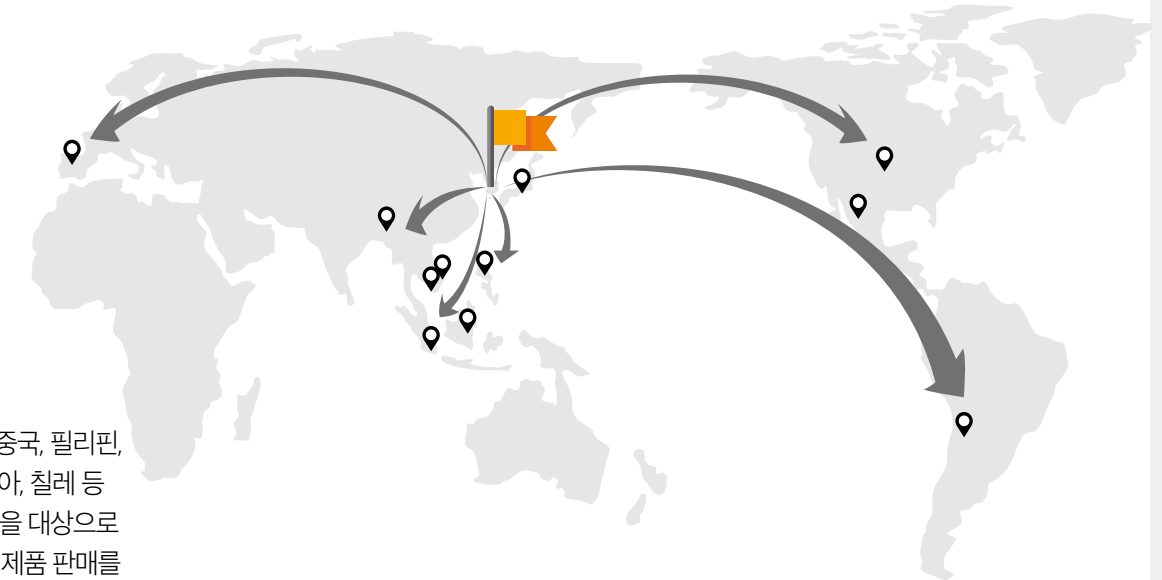 중국, 필리핀,
아, 칠레 등
을 대상으로
제품 판매를